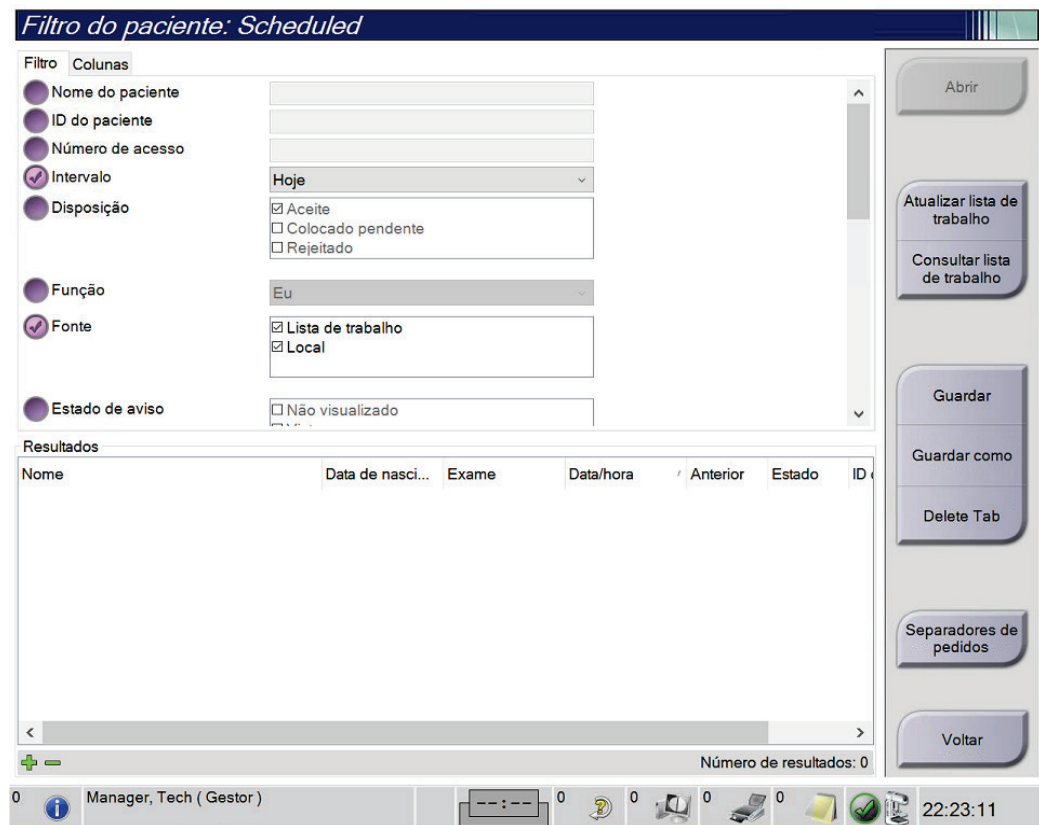 Filtro do paciente: Scheduled
Filtro Colunas
Nome do paciente
ID do paciente
Número de acesso
Intervalo Hoje
Disposição Aceite
Colocado pendente
Rejeitado
Função Eu
Fonte Lista de trabalho
Local
Estado de aviso Não visualizado
Abrir
Atualizar lista de
trabalho
Consultar lista
de trabalho
Guardar
Guardar como
Delete Tab
Separadores de
pedidos
Voltar
Resultados
Nome Data de nasci... Exame Data/hora Anterior Estado ID
Número de resultados: 0
0 Manager, Tech ( Gestor ) --:-- 0 0 0 0 22:23:11